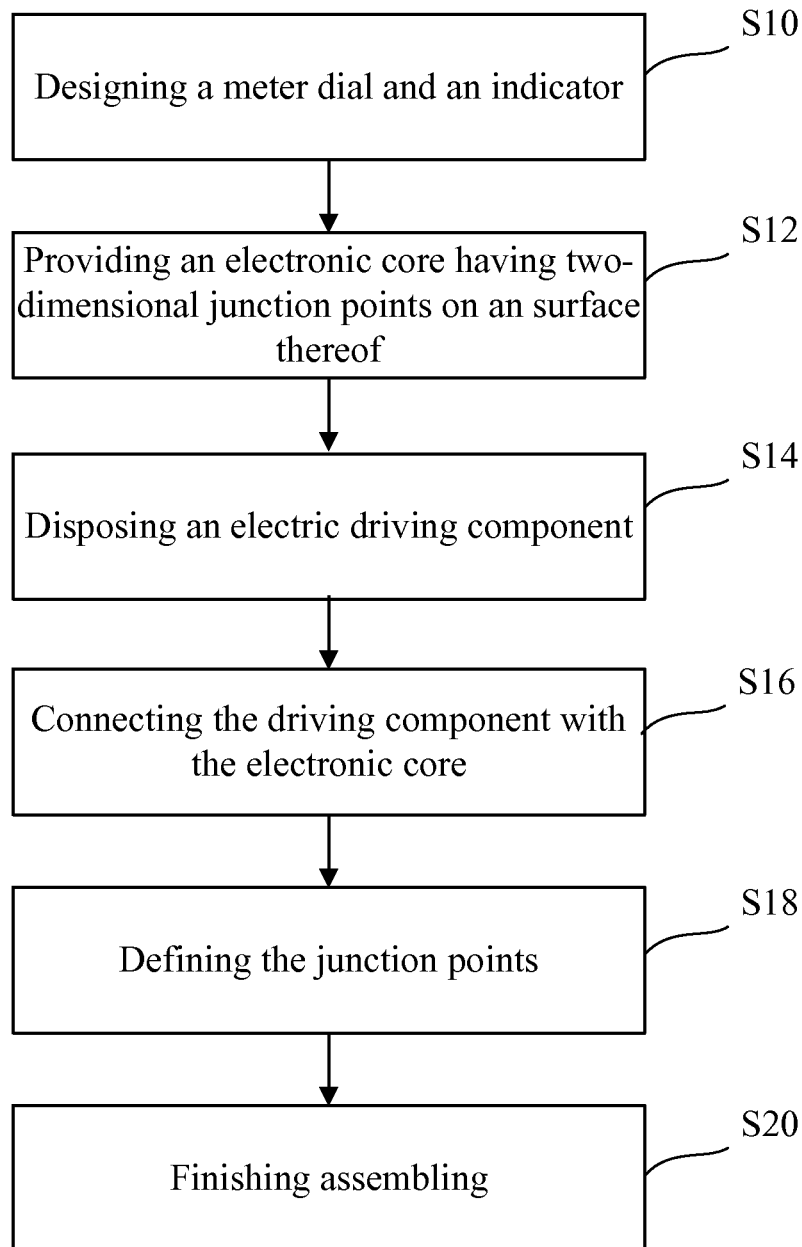 S10
Designing a meter dial and an indicator
S12
Providing an electronic core having two-
dimensional junction points on an surface
thereof
S14
Disposing an electric driving component
S16
Connecting the driving component with
the electronic core
S18
Defining the junction points
S20
Finishing assembling